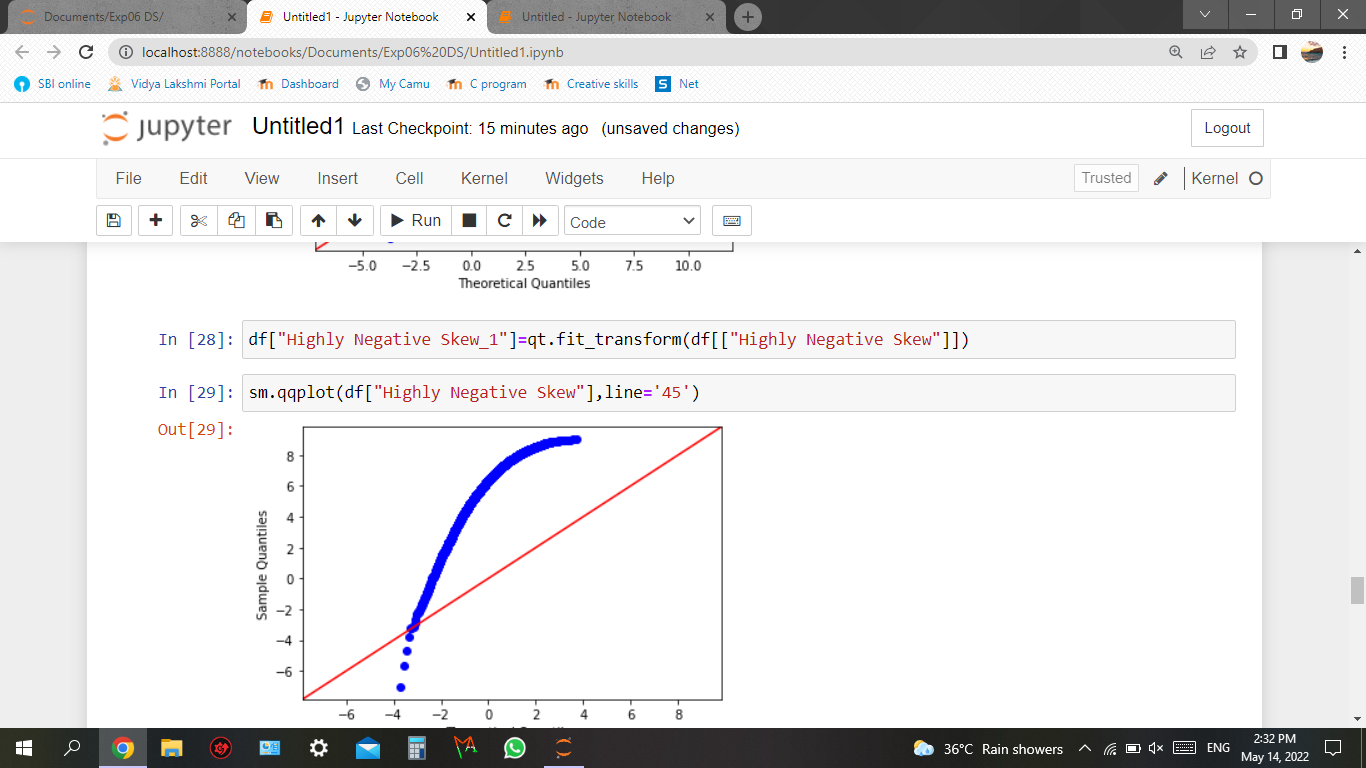 Documents/Exp06 DS/
Untitled1 - Jupyter Notebook
Untitled - Jupyter Notebook
localhost:8888/notebooks/Documents/Exp06%20DS/Untitled1.ipynb
SBI online Vidya Lakshmi Portal Dashboard My Camu C program Creative skills S Net
jupyter Untitled1 Last Checkpoint: 15 minutes ago (unsaved changes) Logout
File Edit View Insert Cell Kernel Widgets Help Trusted Kernel
Run Code
−5.0 −2.5 0.0 2.5 5.0 7.5 10.0
Theoretical Quantiles
In [28]: df["Highly Negative Skew_1"]=qt.fit_transform(df[["Highly Negative Skew"]])
In [29]: sm.qqplot(df["Highly Negative Skew"],line='45')
Out[29]:
8
6
4
2
0
−2
−4
−6
Sample Quantiles
−6 −4 −2 0 2 4 6 8
36°C Rain showers ENG 2:32 PM
May 14, 2022